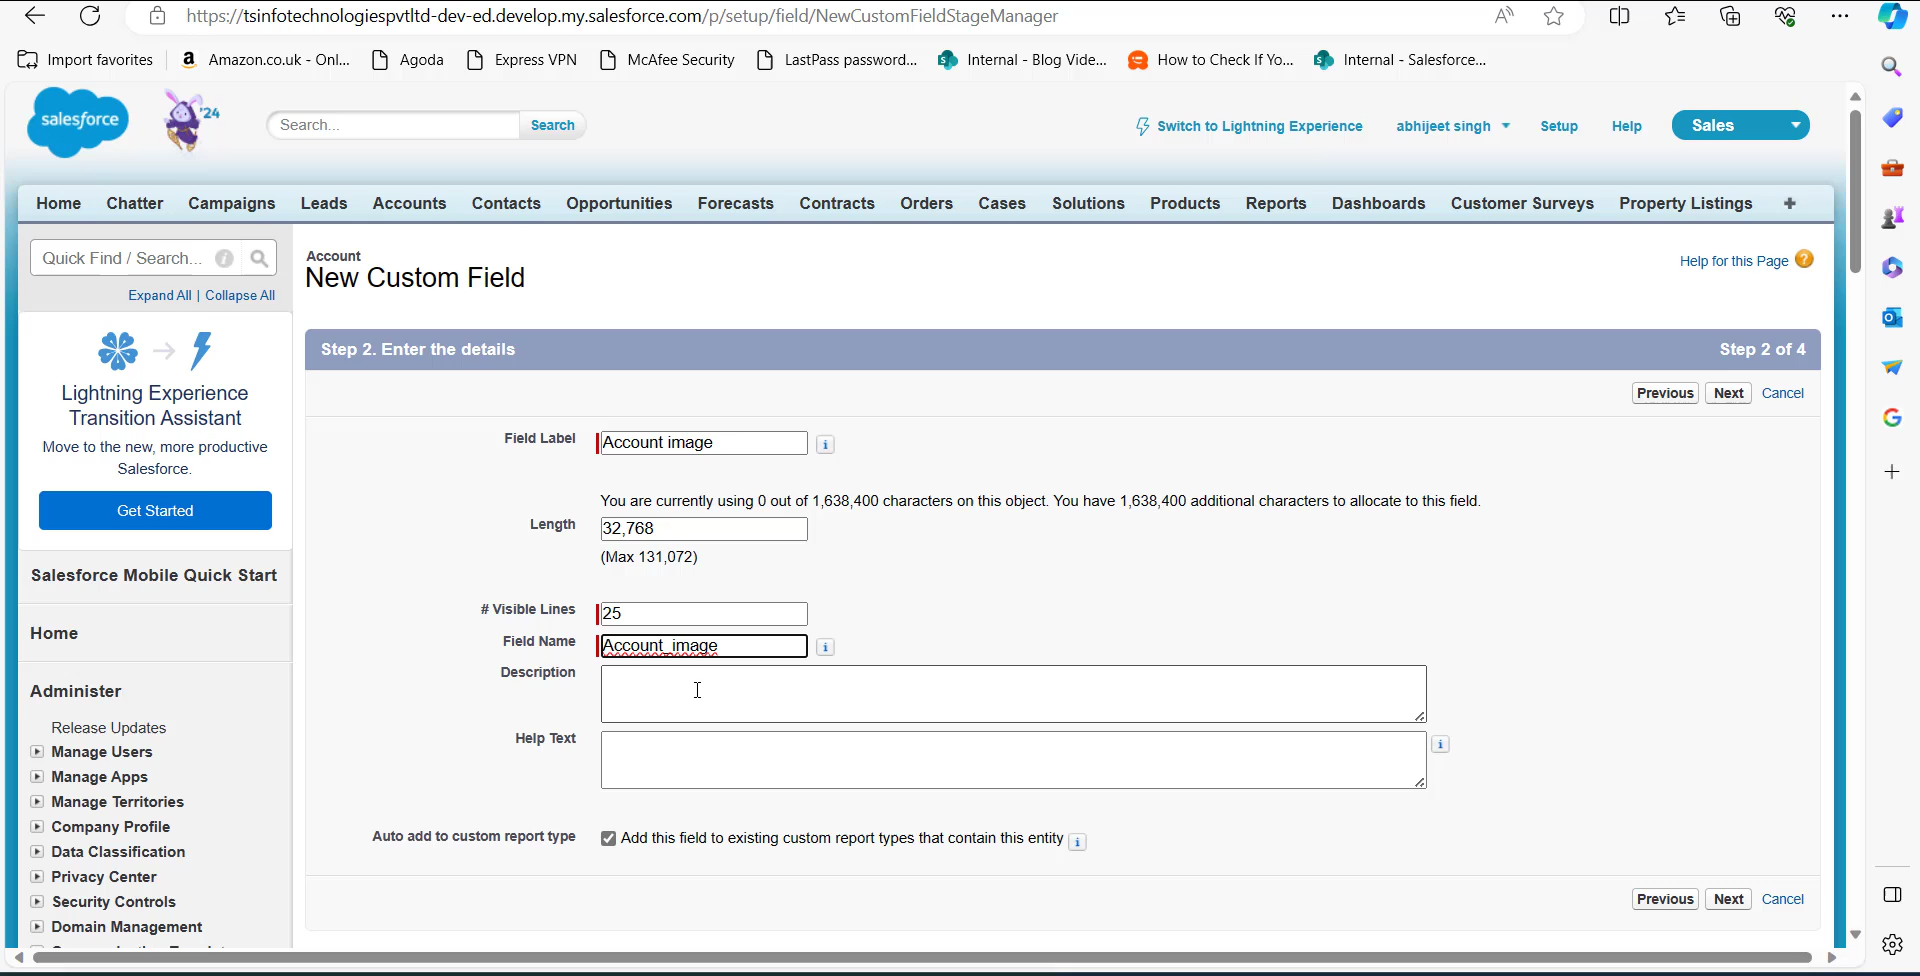 https://tsinfotechnologiespvtltd-dev-ed.develop.my.salesforce.com/p/setup/field/NewCustomFieldStageManager
Import favorites
Amazon.co.uk - Onl...
Agoda
Express VPN
McAfee Security
LastPass password...
Internal - Blog Vide...
How to Check If Yo...
Internal - Salesforce...
salesforce
'24
Search...
Search
Switch to Lightning Experience
abhijeet singh
Setup
Help
Sales
Home
Chatter
Campaigns
Leads
Accounts
Contacts
Opportunities
Forecasts
Contracts
Orders
Cases
Solutions
Products
Reports
Dashboards
Customer Surveys
Property Listings
Quick Find / Search...
Expand All | Collapse All
Lightning Experience
Transition Assistant
Move to the new, more productive
Salesforce.
Get Started
Salesforce Mobile Quick Start
Home
Administer
Release Updates
Manage Users
Manage Apps
Manage Territories
Company Profile
Data Classification
Privacy Center
Security Controls
Domain Management
Account
New Custom Field
Help for this Page
Step 2. Enter the details
Step 2 of 4
Previous
Next
Cancel
Field Label
Account image
You are currently using 0 out of 1,638,400 characters on this object. You have 1,638,400 additional characters to allocate to this field.
Length
32,768
(Max 131,072)
# Visible Lines
25
Field Name
Account_image
Description
Help Text
Auto add to custom report type
Add this field to existing custom report types that contain this entity
Previous
Next
Cancel